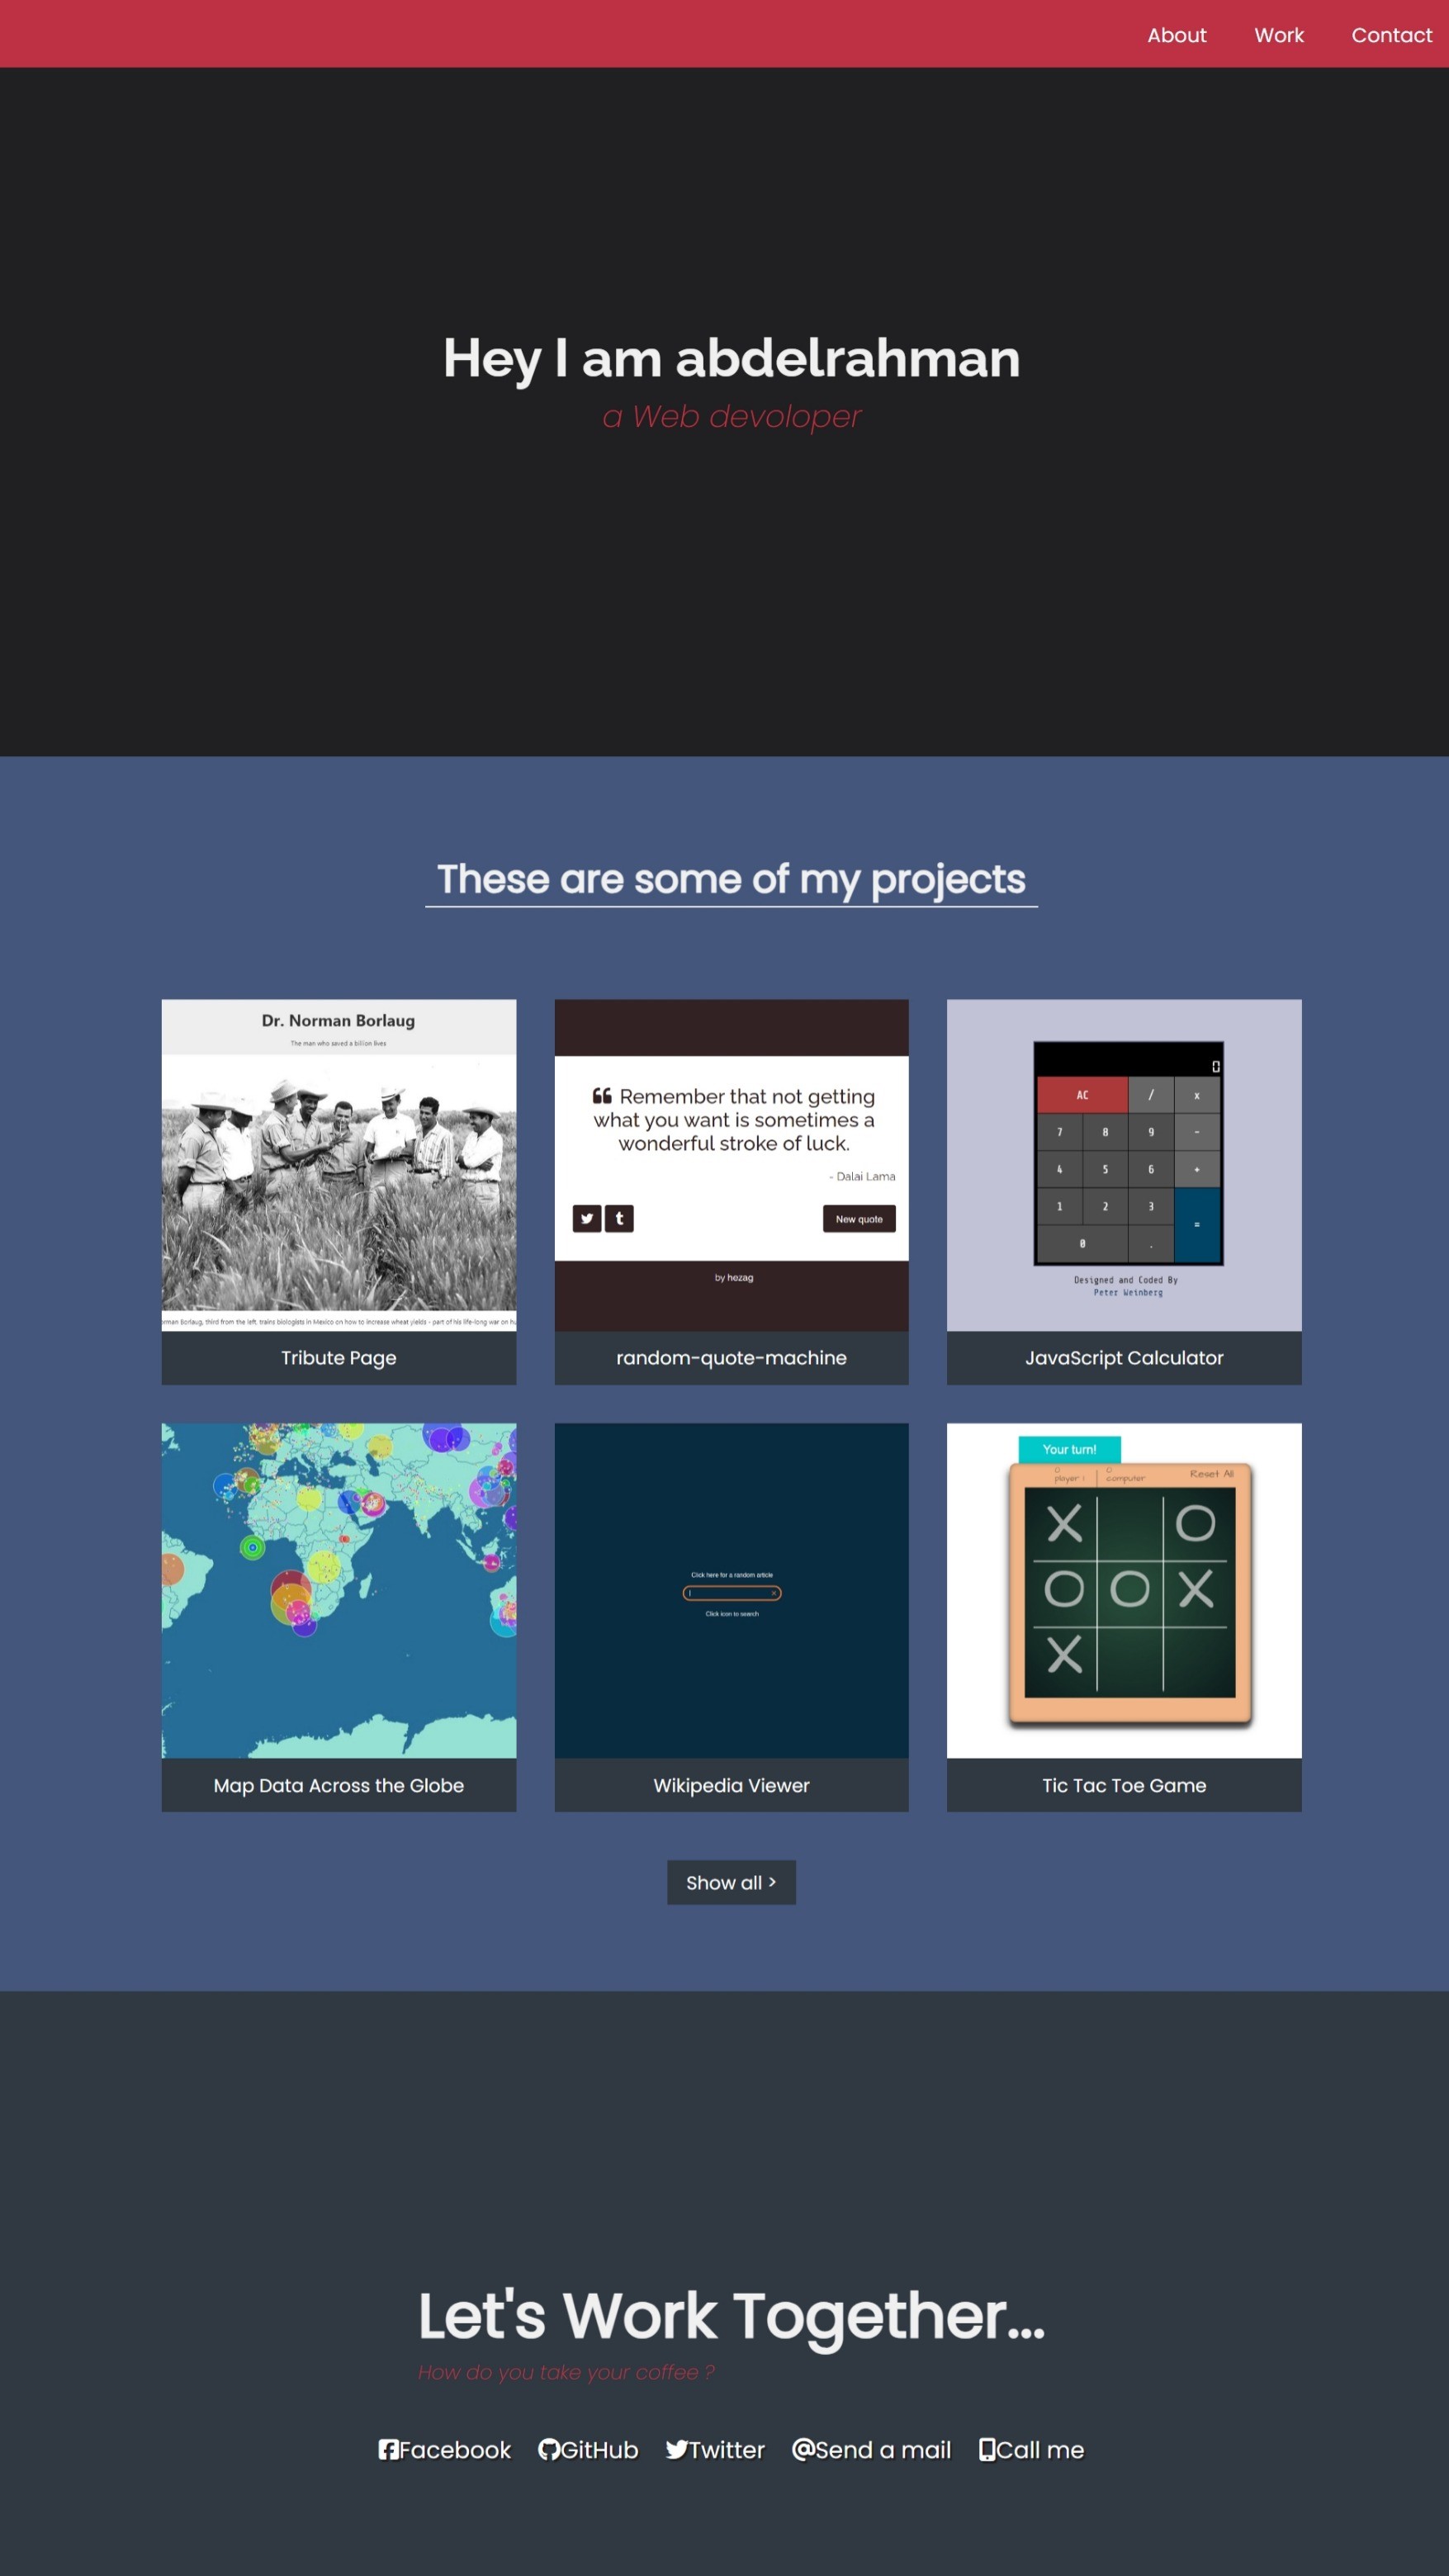 About Work Contact
Hey I am abdelrahman
a Web devoloper
These are some of my projects
Dr. Norman Borlaug
The man who saved a billion lives
rman Borlaug, third from the left, trains biologists in Mexico on how to increase wheat yields - part of his life-long war on hu
Tribute Page
Remember that not getting
what you want is sometimes a
wonderful stroke of luck.
- Dalai Lama
t
New quote
by hezag
random-quote-machine
0
AC / x
7 8 9 -
4 5 6 +
1 2 3 =
0 .
Designed and Coded By
Peter Weinberg
JavaScript Calculator
Map Data Across the Globe
Click here for a random article
Click icon to search
Wikipedia Viewer
Your turn!
0 0
player 1 computer Reset All
X O
O O X
X
Tic Tac Toe Game
Show all >
Let's Work Together...
How do you take your coffee ?
Facebook GitHub Twitter @Send a mail Call me